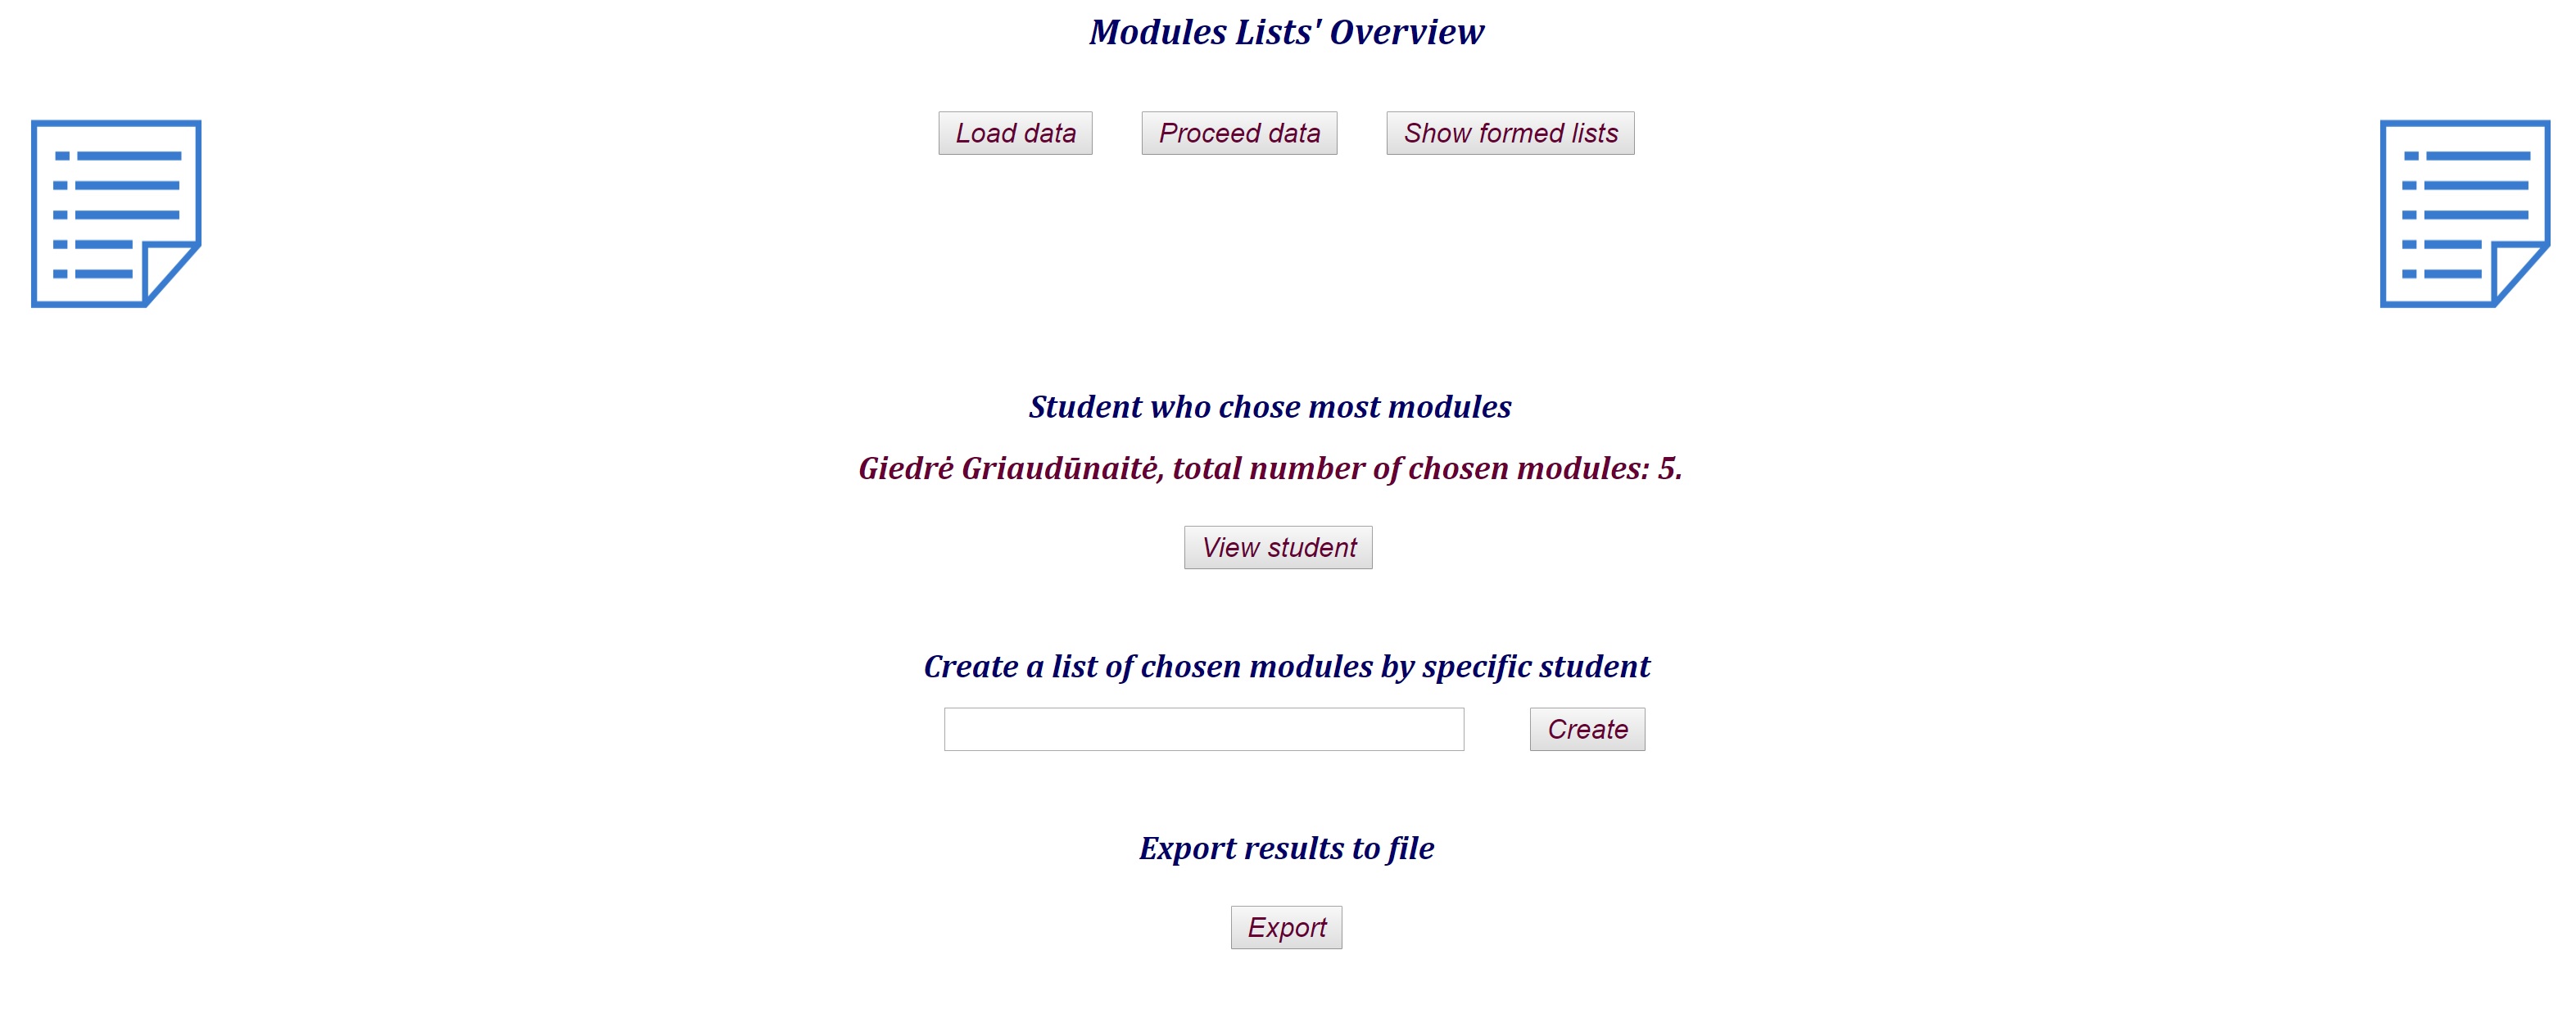 Modules Lists' Overview
Load data Proceed data Show formed lists
Student who chose most modules
Giedrė Griaudūnaitė, total number of chosen modules: 5.
View student
Create a list of chosen modules by specific student
Create
Export results to file
Export